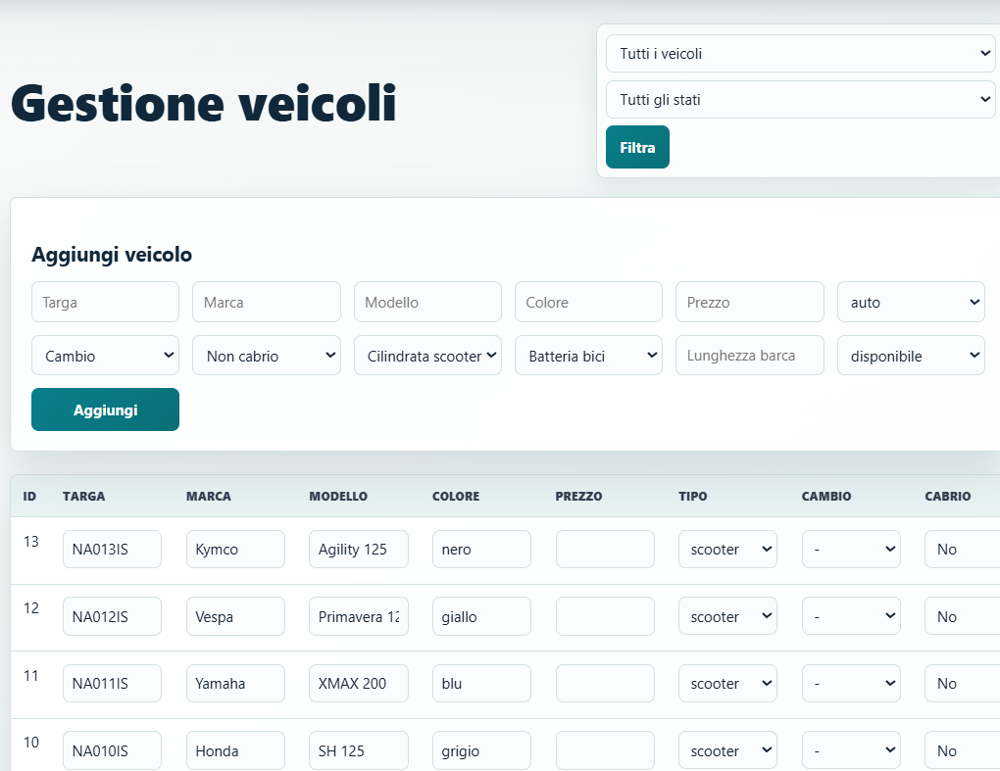 Tutti i veicoli
Gestione veicoli
Tutti gli stati
Filtra
Aggiungi veicolo
Targa Marca Modello Colore Prezzo auto
Cambio Non cabrio Cilindrata scooter Batteria bici Lunghezza barca disponibile
Aggiungi
ID TARGA MARCA MODELLO COLORE PREZZO TIPO CAMBIO CABRIO
13 NA013IS Kymco Agility 125 nero scooter - No
12 NA012IS Vespa Primavera 12 giallo scooter - No
11 NA011IS Yamaha XMAX 200 blu scooter - No
10 NA010IS Honda SH 125 grigio scooter - No